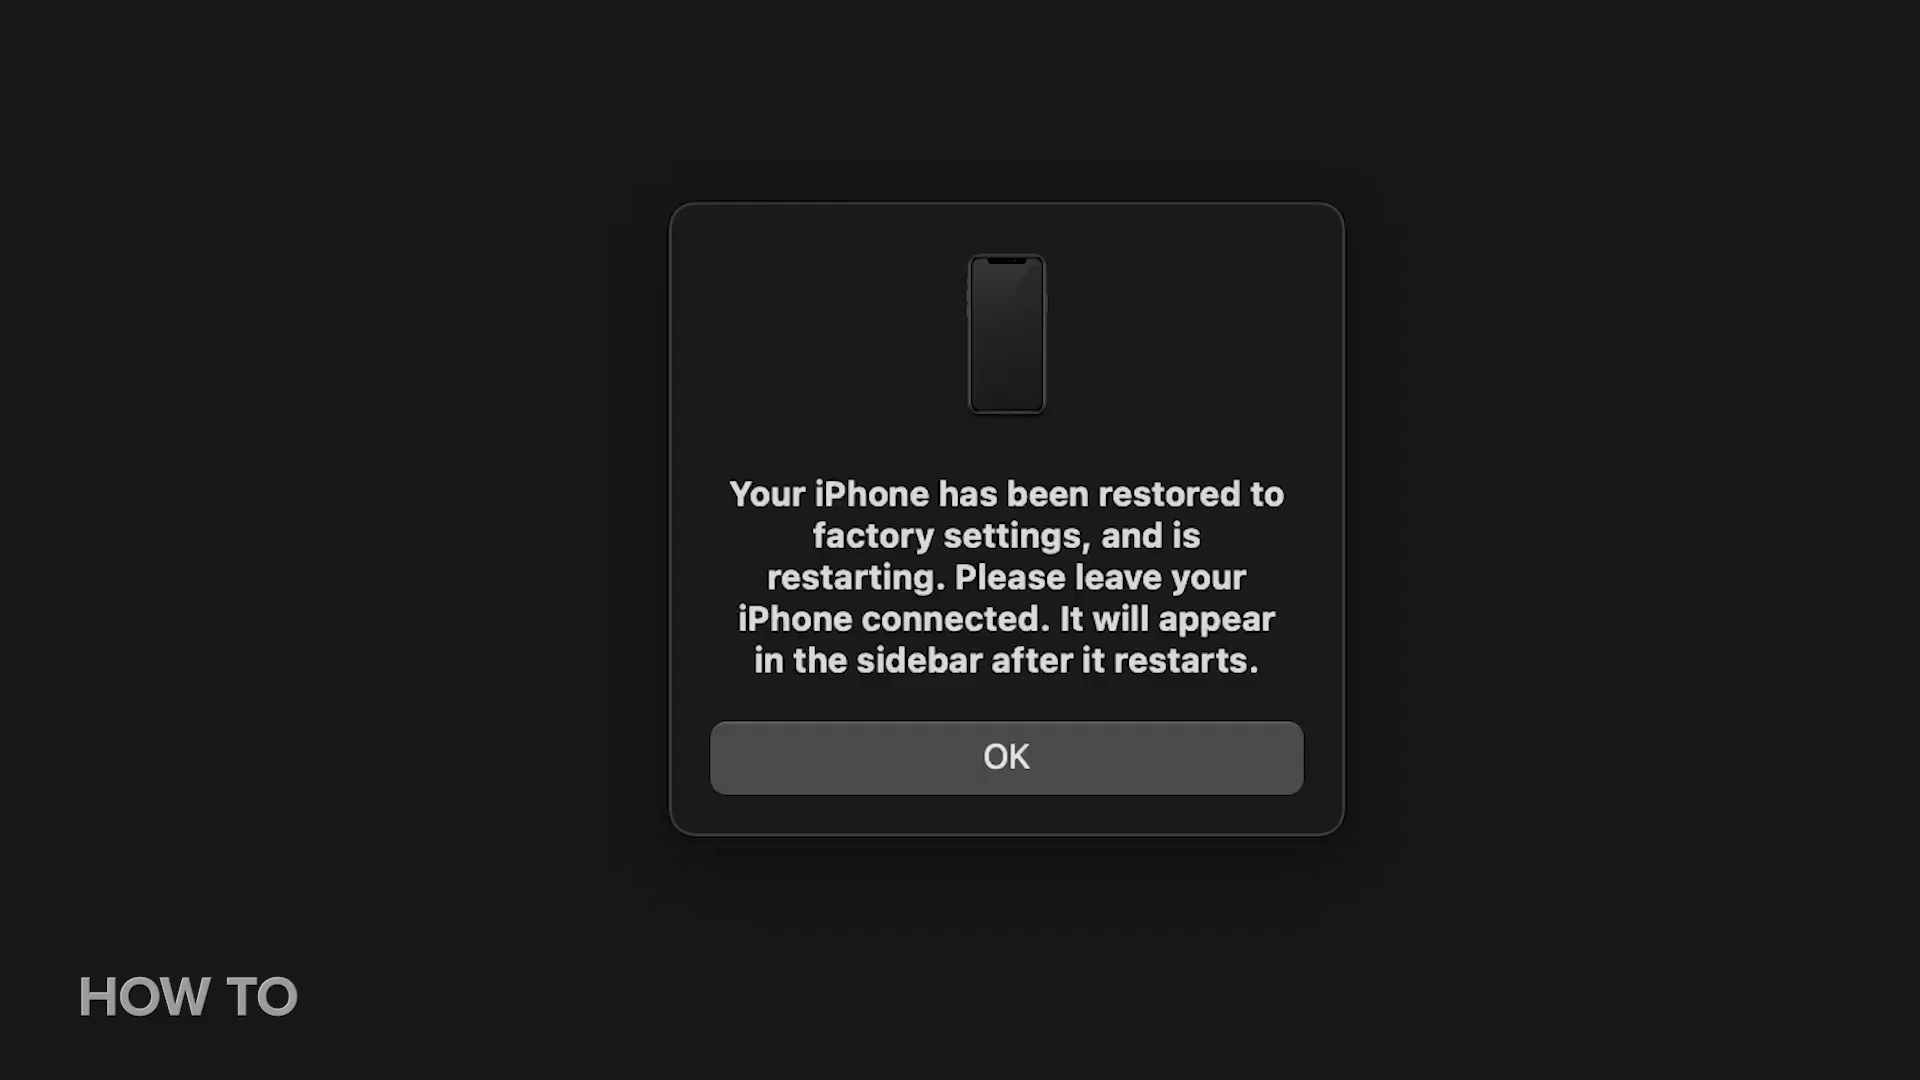 Your iPhone has been restored to
factory settings, and is
restarting. Please leave your
iPhone connected. It will appear
in the sidebar after it restarts.
OK
HOW TO